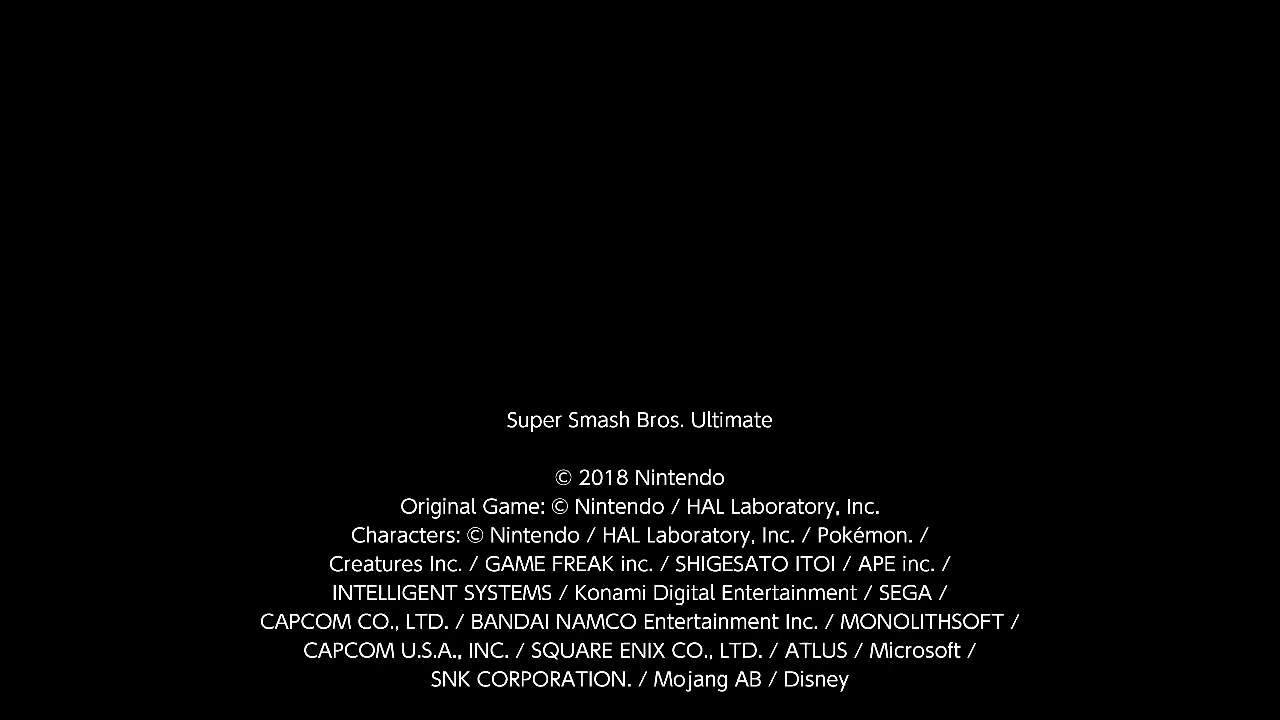 Super Smash Bros. Ultimate
© 2018 Nintendo
Original Game: © Nintendo / HAL Laboratory, Inc.
Characters: © Nintendo / HAL Laboratory, Inc. / Pokémon. /
Creatures Inc. / GAME FREAK inc. / SHIGESATO ITOI / APE inc. /
INTELLIGENT SYSTEMS / Konami Digital Entertainment / SEGA /
CAPCOM CO., LTD. / BANDAI NAMCO Entertainment Inc. / MONOLITHSOFT /
CAPCOM U.S.A., INC. / SQUARE ENIX CO., LTD. / ATLUS / Microsoft /
SNK CORPORATION. / Mojang AB / Disney